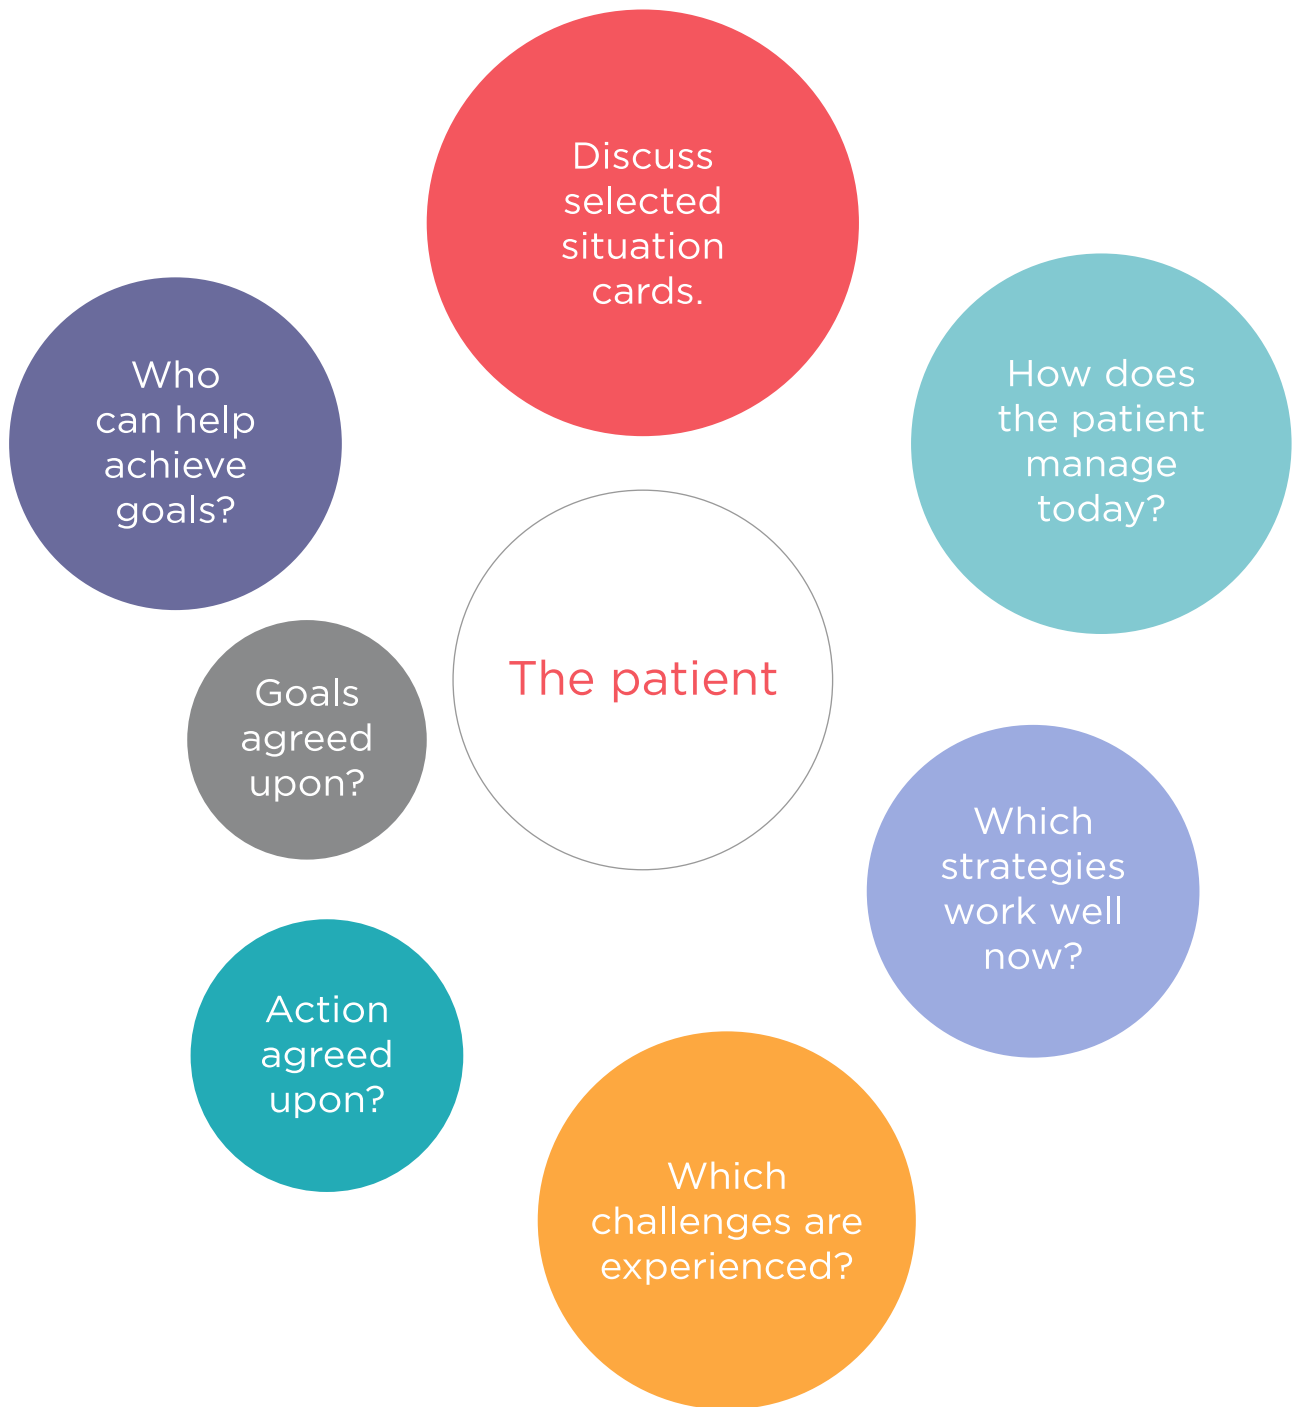 Discuss
selected
situation
cards.
How does
the patient
manage
today?
Which
strategies
work well
now?
Which
challenges are
experienced?
Action
agreed
upon?
Goals
agreed
upon?
Who
can help
achieve
goals?
The patient